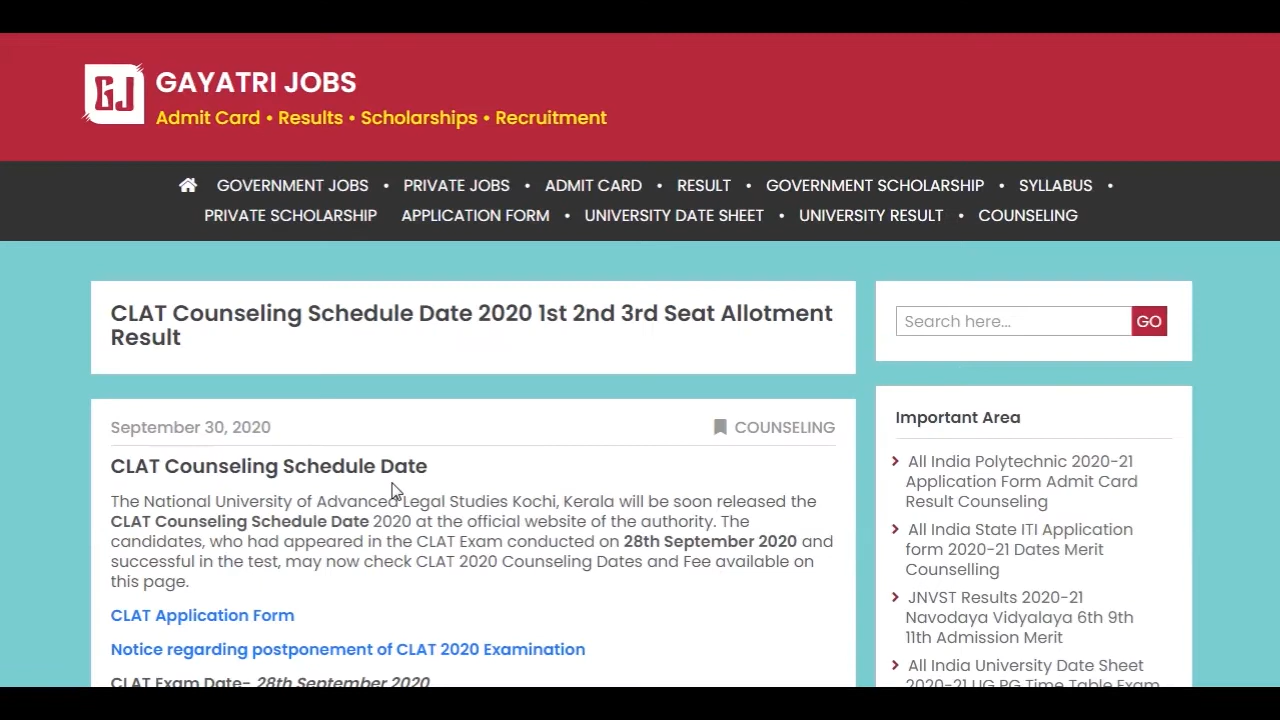 GJ
GAYATRI JOBS
Admit Card • Results • Scholarships • Recruitment
GOVERNMENT JOBS • PRIVATE JOBS • ADMIT CARD • RESULT • GOVERNMENT SCHOLARSHIP • SYLLABUS •
PRIVATE SCHOLARSHIP APPLICATION FORM • UNIVERSITY DATE SHEET • UNIVERSITY RESULT • COUNSELING
CLAT Counseling Schedule Date 2020 1st 2nd 3rd Seat Allotment
Result
September 30, 2020
COUNSELING
CLAT Counseling Schedule Date
The National University of Advanced Legal Studies Kochi, Kerala will be soon released the
CLAT Counseling Schedule Date 2020 at the official website of the authority. The
candidates, who had appeared in the CLAT Exam conducted on 28th September 2020 and
successful in the test, may now check CLAT 2020 Counseling Dates and Fee available on
this page.
CLAT Application Form
Notice regarding postponement of CLAT 2020 Examination
CLAT Exam Date- 28th September 2020
Search here...
GO
Important Area
All India Polytechnic 2020-21
Application Form Admit Card
Result Counseling
All India State ITI Application
form 2020-21 Dates Merit
Counselling
JNVST Results 2020-21
Navodaya Vidyalaya 6th 9th
11th Admission Merit
All India University Date Sheet
2020-21 UG PG Time Table Exam